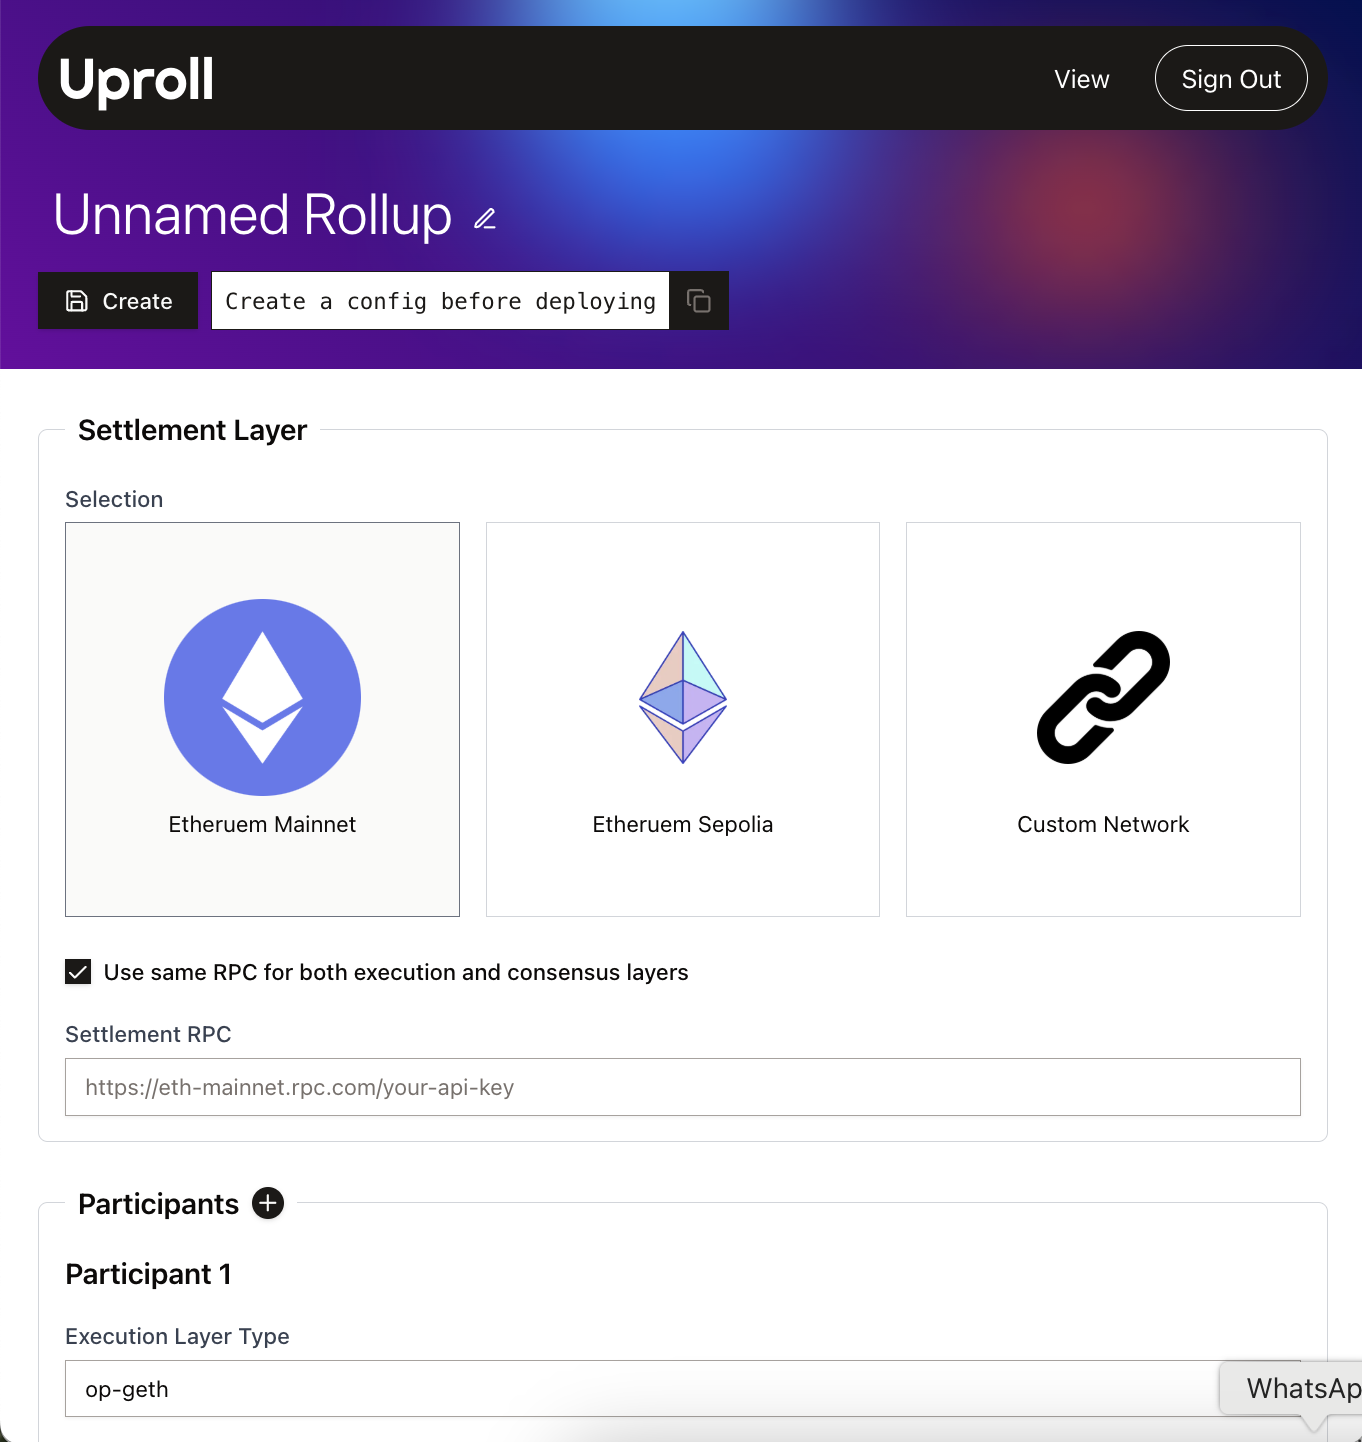 Uproll
View
Sign Out
Unnamed Rollup
Create
Create a config before deploying
Settlement Layer
Selection
Etheruem Mainnet
Etheruem Sepolia
Custom Network
Use same RPC for both execution and consensus layers
Settlement RPC
https://eth-mainnet.rpc.com/your-api-key
Participants
Participant 1
Execution Layer Type
op-geth
WhatsAp